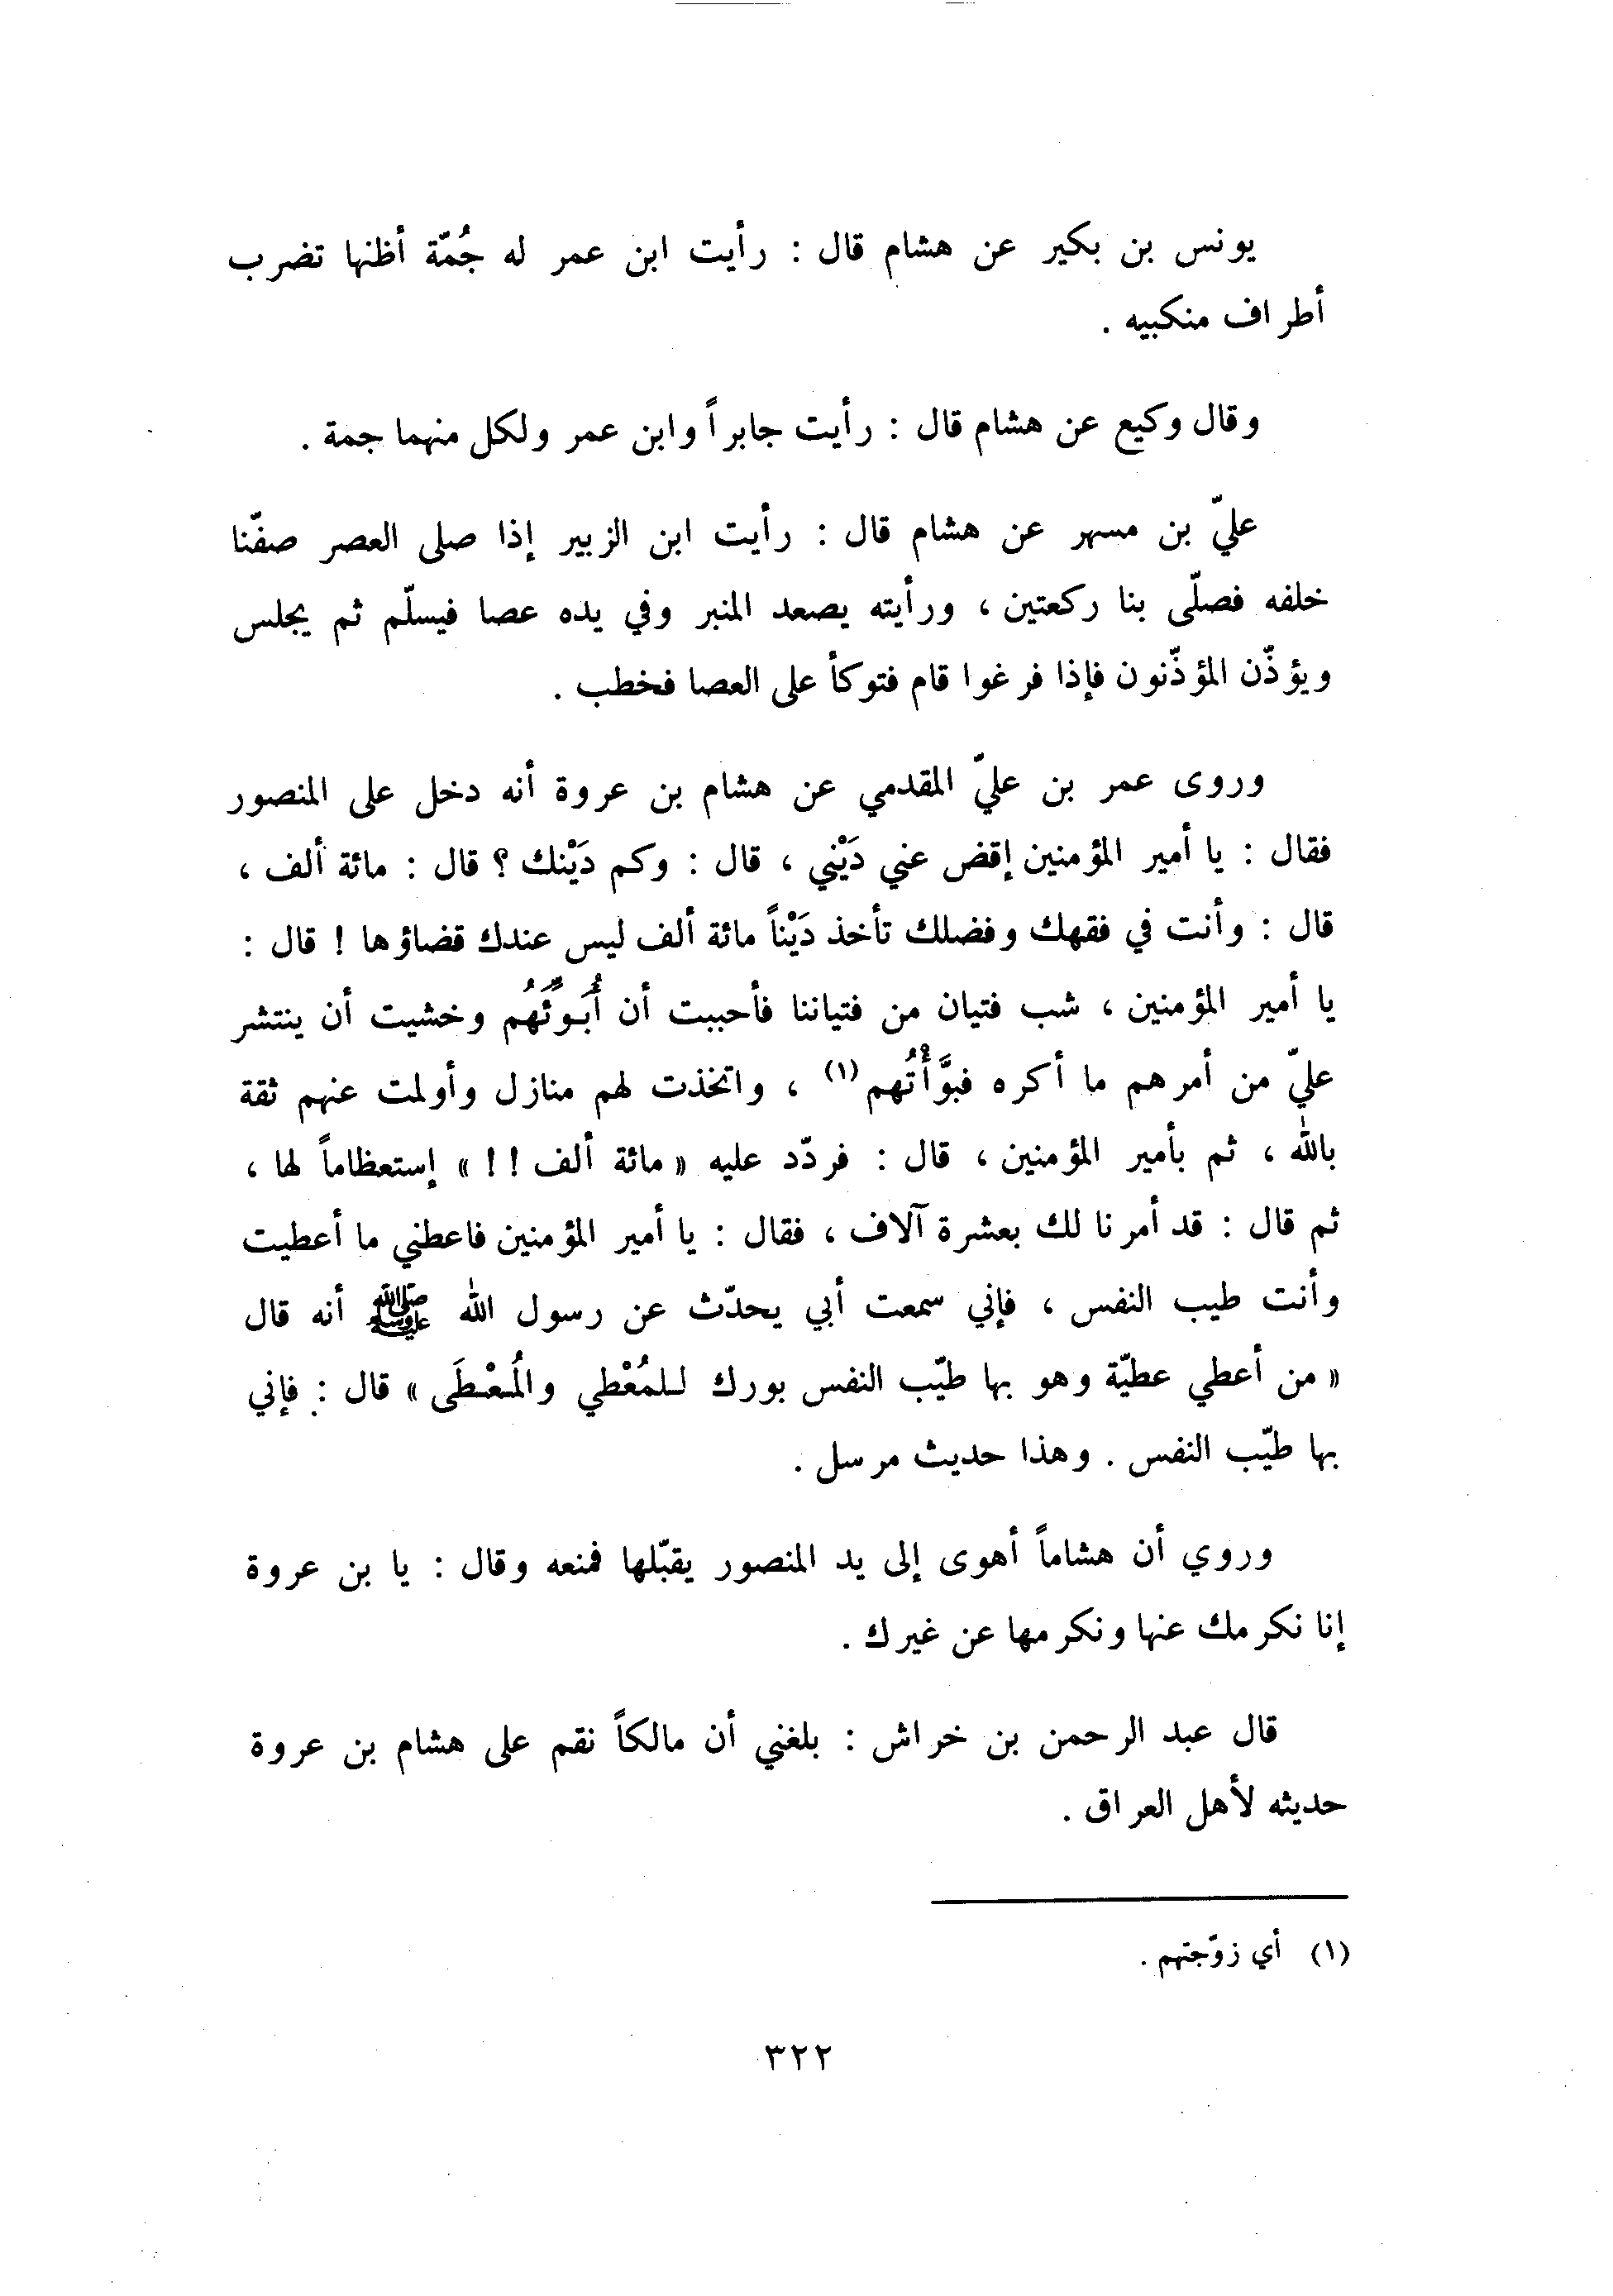 يونس بن بكير عن هشام قال : رأيت ابن عمر له جُمّة أظنها تضرب
أطراف منكبيه .
وقال وكيع عن هشام قال : رأيت جابراً وابن عمر ولكل منهما جمة .
عليّ بن مسهر عن هشام قال : رأيت ابن الزبير إذا صلى العصر صفّنا
خلفه فصلّى بنا ركعتين ، ورأيته يصعد المنبر وفي يده عصا فيسلّم ثم يجلس
ويؤذّن المؤذّنون فإذا فرغوا قام فتوكأ على العصا فخطب .
وروى عمر بن عليّ المقدمي عن هشام بن عروة أنه دخل على المنصور
فقال : يا أمير المؤمنين إقض عني دَيْني ، قال : وكم دَيْنك ؟ قال : مائة ألف ،
قال : وأنت في فقهك وفضلك تأخذ دَيْناً مائة ألف ليس عندك قضاؤها ! قال :
يا أمير المؤمنين ، شب فتيان من فتياننا فأحببت أن أُبَوِّئَهُم وخشيت أن ينتشر
عليّ من أمرهم ما أكره فبوَّأْتُهم (١) ، واتخذت لهم منازل وأولمت عنهم ثقة
بالله ، ثم بأمير المؤمنين ، قال : فردّد عليه « مائة ألف ! ! » إستعظاماً لها ،
ثم قال : قد أمرنا لك بعشرة آلاف ، فقال : يا أمير المؤمنين فاعطني ما أعطيت
وأنت طيب النفس ، فإني سمعت أبي يحدّث عن رسول الله ﷺ أنه قال
« من أعطي عطيّة وهو بها طيّب النفس بورك للمُعْطي والمُعْطَى » قال : فإني
بها طيّب النفس . وهذا حديث مرسل .
وروي أن هشاماً أهوى إلى يد المنصور يقبّلها فمنعه وقال : يا بن عروة
إنا نكرمك عنها ونكرمها عن غيرك .
قال عبد الرحمن بن خراش : بلغني أن مالكاً نقم على هشام بن عروة
حديثه لأهل العراق .
(١) أي زوّجتهم .
٣٢٢